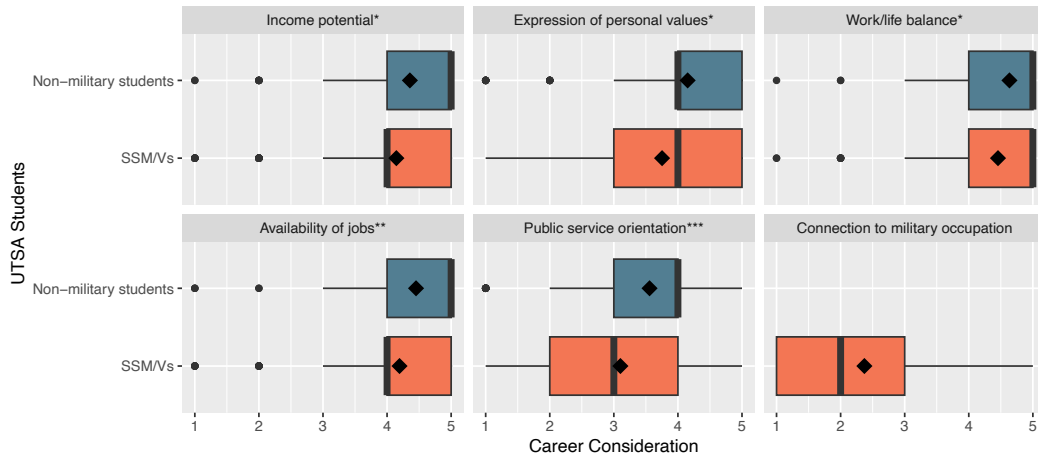 Income potential*
Expression of personal values*
Work/life balance*
Non−military students
SSM/Vs
UTSA Students
Availability of jobs**
Public service orientation***
Connection to military occupation
Non−military students
SSM/Vs
1 2 3 4 5
1 2 3 4 5
1 2 3 4 5
Career Consideration